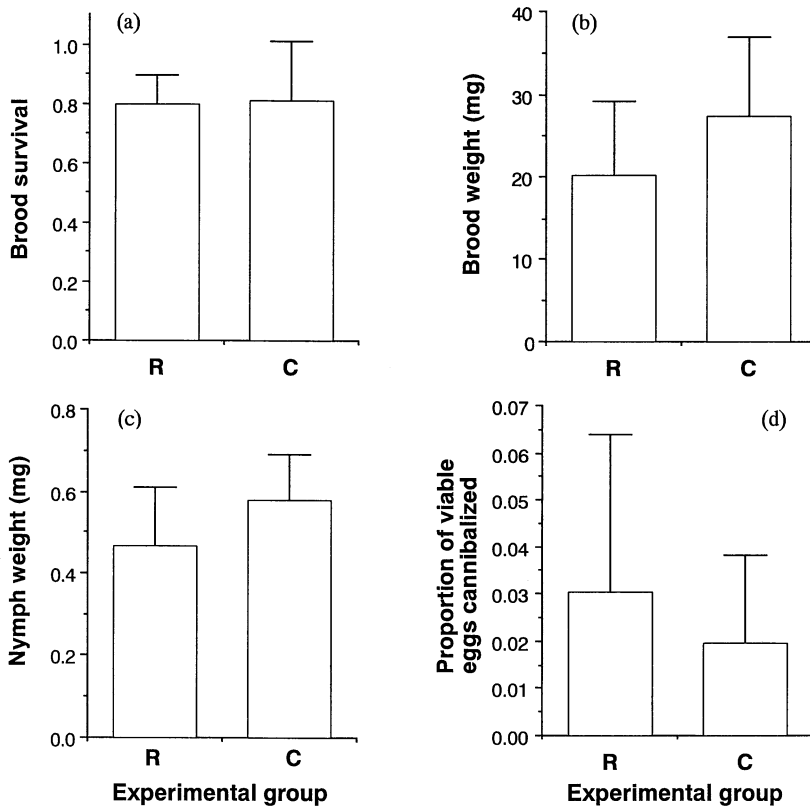 (a)
Brood survival
1.0
0.8
0.6
0.4
0.2
0.0
R C
(b)
Brood weight (mg)
40
30
20
10
0
R C
(c)
Nymph weight (mg)
0.8
0.6
0.4
0.2
0.0
R C
Experimental group
(d)
Proportion of viable
eggs cannibalized
0.07
0.06
0.05
0.04
0.03
0.02
0.01
0.00
R C
Experimental group